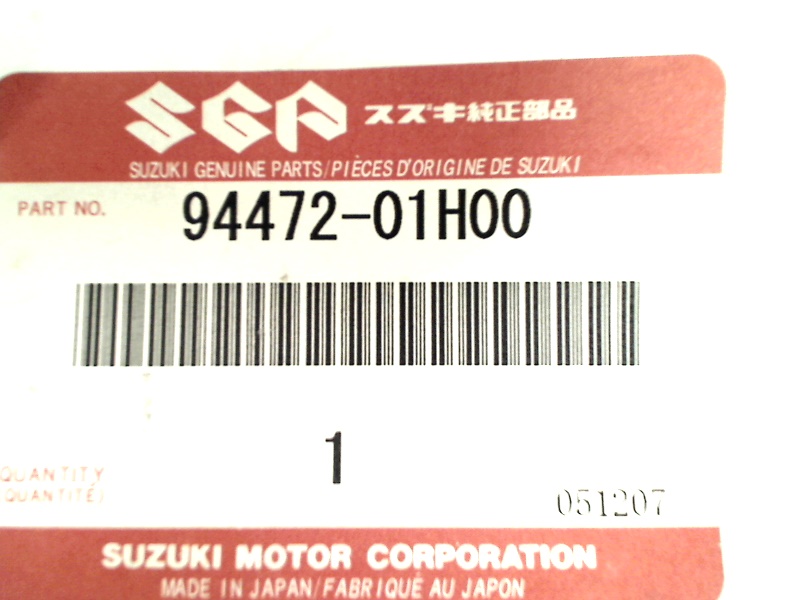 SGP スズキ純正部品
SUZUKI GENUINE PARTS/PIÈCES D'ORIGINE DE SUZUKI
PART NO. 94472-01H00
1
QUANTITY
QUANTITÉ)
051207
SUZUKI MOTOR CORPORATION
MADE IN JAPAN/FABRIQUÉ AU JAPON